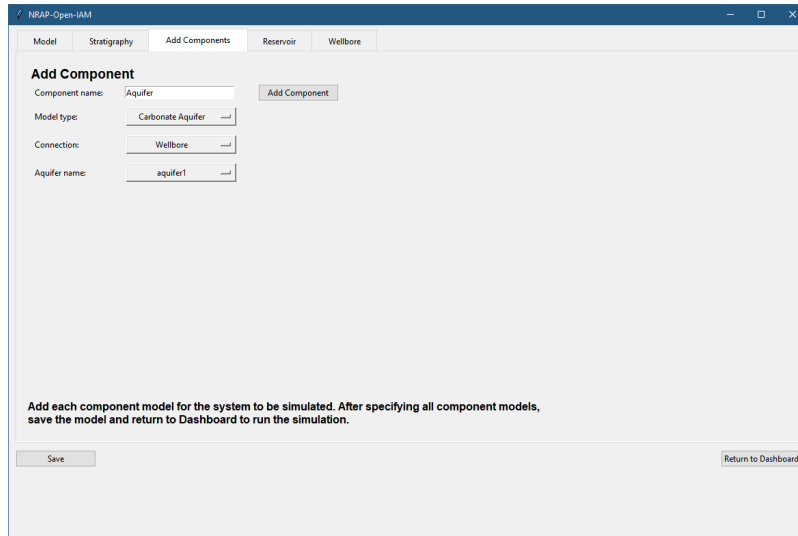 NRAP-Open-IAM
Model Stratigraphy Add Components Reservoir Wellbore
Add Component
Component name: Aquifer Add Component
Model type: Carbonate Aquifer
Connection: Wellbore
Aquifer name: aquifer1
Add each component model for the system to be simulated. After specifying all component models,
save the model and return to Dashboard to run the simulation.
Save Return to Dashboard